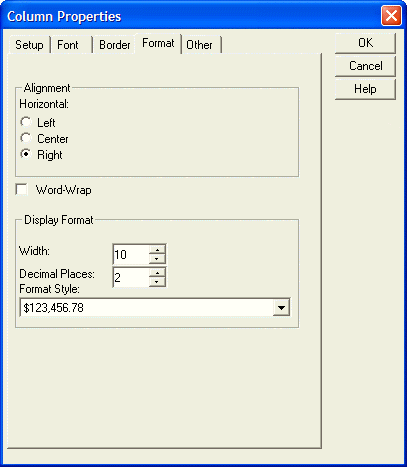 Column Properties
Setup Font Border Format Other
OK
Cancel
Help
Alignment
Horizontal:
Left
Center
Right
Word-Wrap
Display Format
Width: 10
Decimal Places: 2
Format Style:
$123,456.78